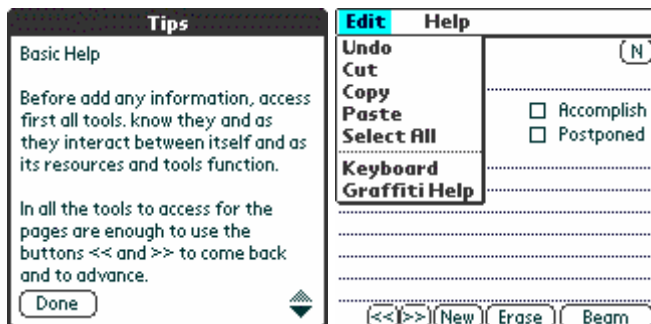 Tips
Basic Help
Before add any information, access
first all tools. know they and as
they interact between itself and as
its resources and tools function.
In all the tools to access for the
pages are enough to use the
buttons << and >> to come back
and to advance.
Done
Edit Help
Undo
Cut
Copy
Paste
Select All
Keyboard
Graffiti Help
N
Accomplish
Postponed
<< >> New Erase Beam